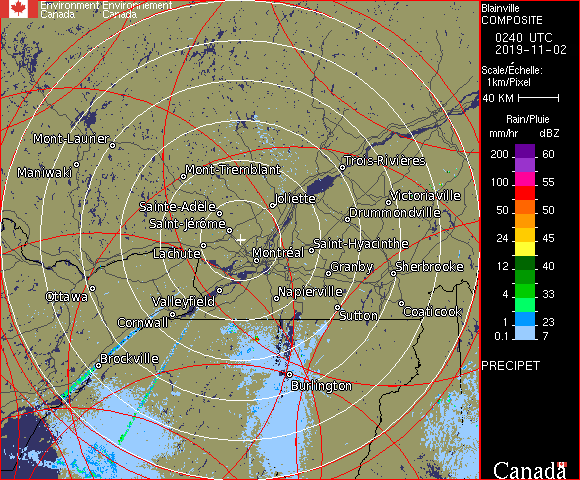 Environment Environnement
Canada Canada
Blainville
COMPOSITE
0240 UTC
2019-11-02
Scale/Échelle:
1km/Pixel
40 KM
Rain/Pluie
mm/hr dBZ
200 60
100 55
50 50
24 45
12 40
4 33
1 23
0.1 7
PRECIPET
Canada
Mont-Laurier
Maniwaki
Mont-Tremblant
Trois-Rivières
Joliette
Victoriaville
Sainte-Adele
Drummondville
Saint-Jérôme
Saint-Hyacinthe
Lachute
Montréal
Granby
Sherbrooke
Ottawa
Valleyfield
Napierville
Coaticook
Sutton
Cornwall
Brockville
Burlington